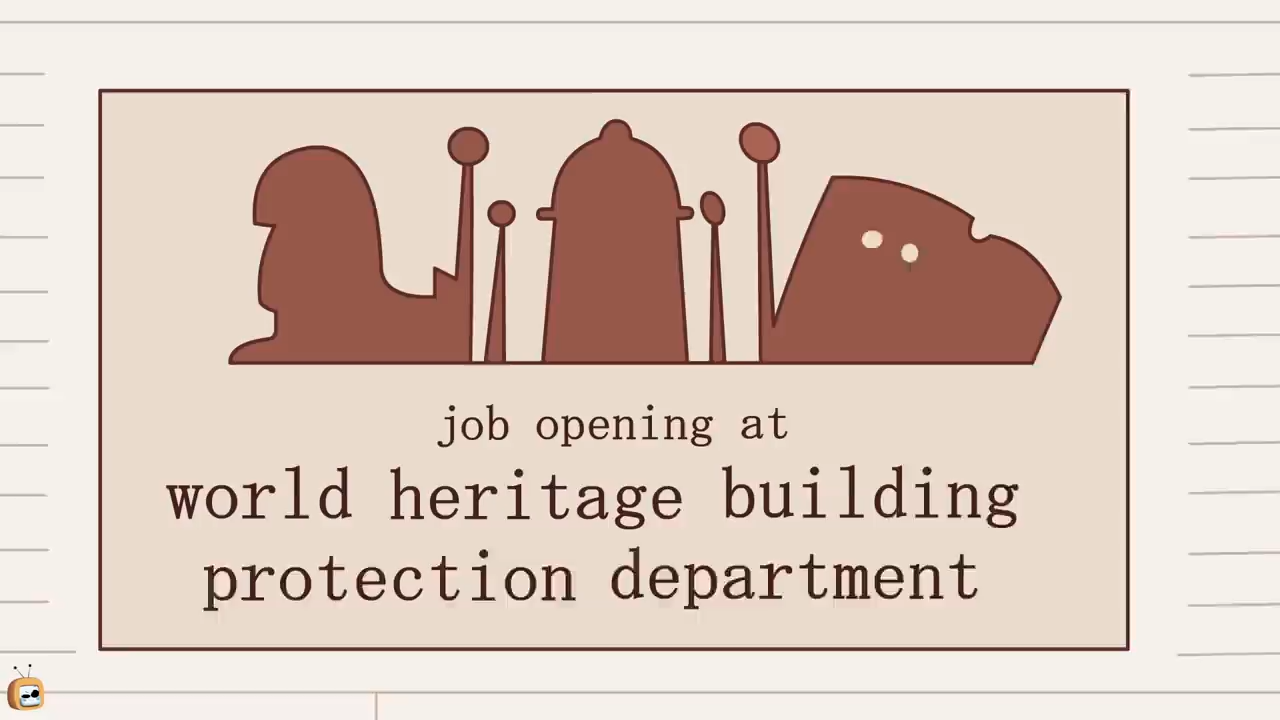 job opening at
world heritage building
protection department